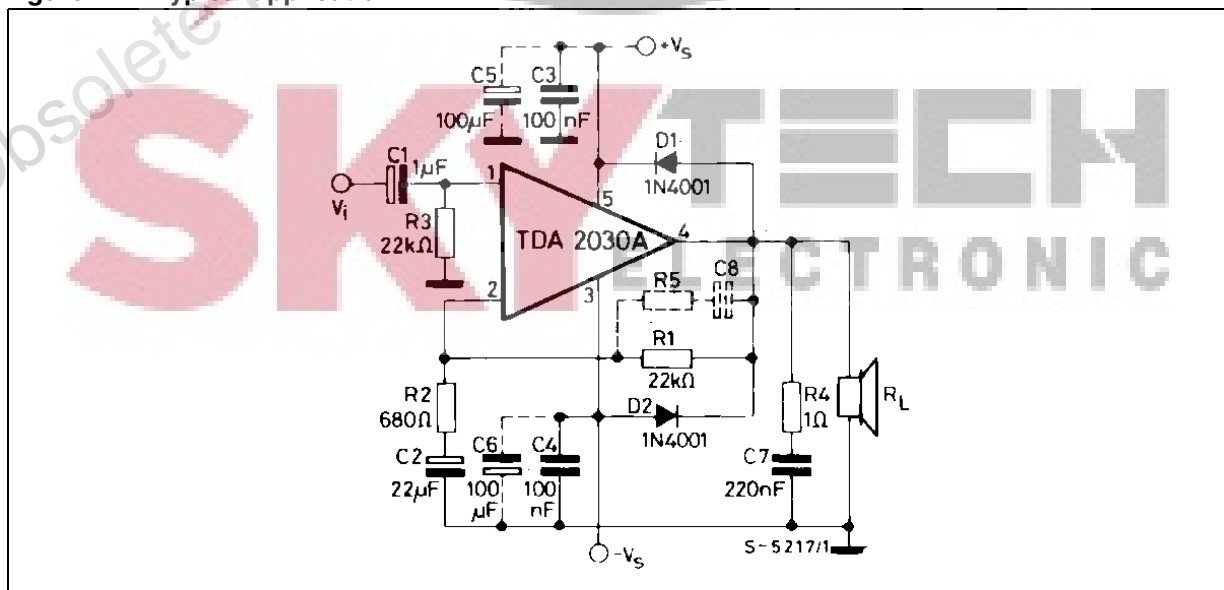 obsolete
+Vs
C5
C3
100µF
100 nF
SKYTECH
ELECTRONIC
D1
1N4001
C1
1µF
1
5
Vi
R3
22kΩ
TDA 2030A
4
2
3
C8
R5
R1
22kΩ
R2
680Ω
D2
1N4001
R4
1Ω
RL
C2
22µF
C6
100
µF
C4
100
nF
C7
220nF
-Vs
S-5217/1